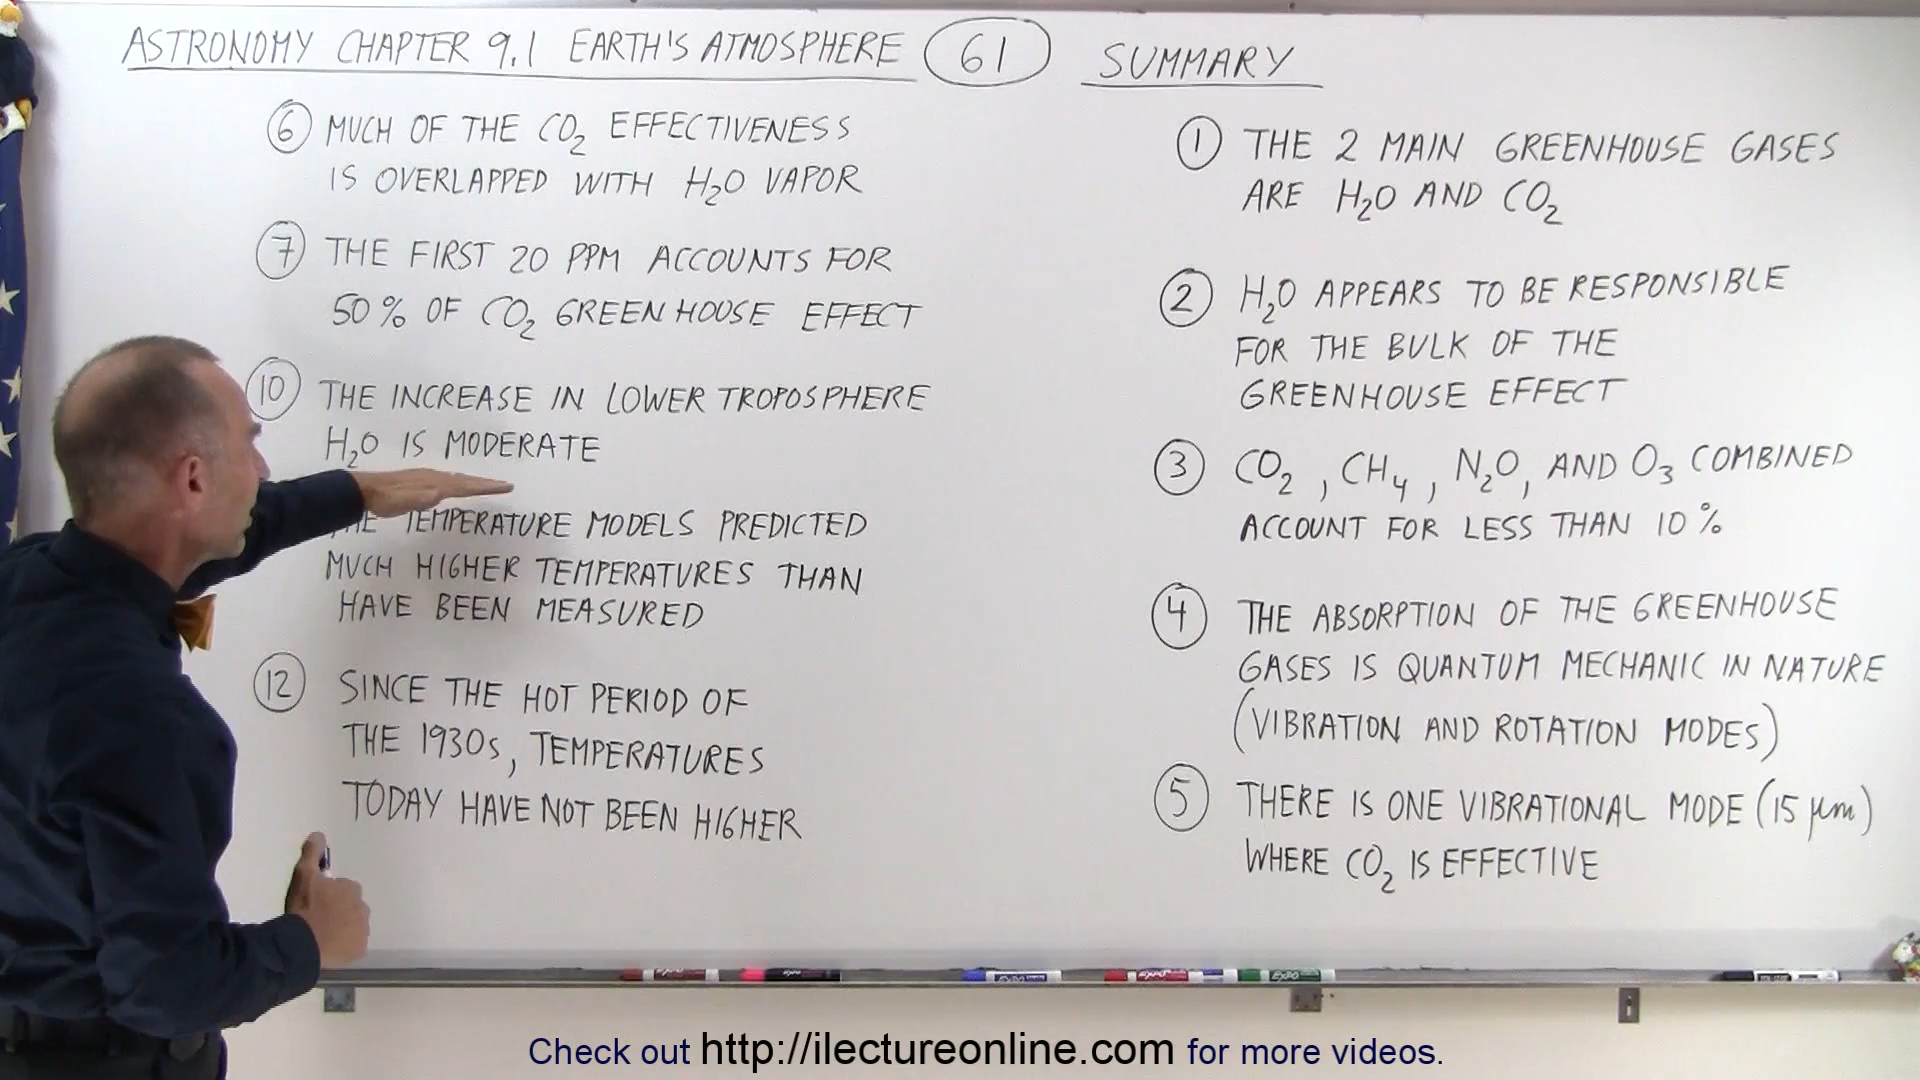 ASTRONOMY CHAPTER 9.1 EARTH'S ATMOSPHERE 61 SUMMARY
6 MUCH OF THE CO₂ EFFECTIVENESS
IS OVERLAPPED WITH H₂O VAPOR
7 THE FIRST 20 PPM ACCOUNTS FOR
50% OF CO₂ GREENHOUSE EFFECT
10 THE INCREASE IN LOWER TROPOSPHERE
H₂O IS MODERATE
TEMPERATURE MODELS PREDICTED
MUCH HIGHER TEMPERATURES THAN
HAVE BEEN MEASURED
12 SINCE THE HOT PERIOD OF
THE 1930s, TEMPERATURES
TODAY HAVE NOT BEEN HIGHER
1 THE 2 MAIN GREENHOUSE GASES
ARE H₂O AND CO₂
2 H₂O APPEARS TO BE RESPONSIBLE
FOR THE BULK OF THE
GREENHOUSE EFFECT
3 CO₂, CH₄, N₂O, AND O₃ COMBINED
ACCOUNT FOR LESS THAN 10%
4 THE ABSORPTION OF THE GREENHOUSE
GASES IS QUANTUM MECHANIC IN NATURE
(VIBRATION AND ROTATION MODES)
5 THERE IS ONE VIBRATIONAL MODE (15 μm)
WHERE CO₂ IS EFFECTIVE
Check out http://ilectureonline.com for more videos.